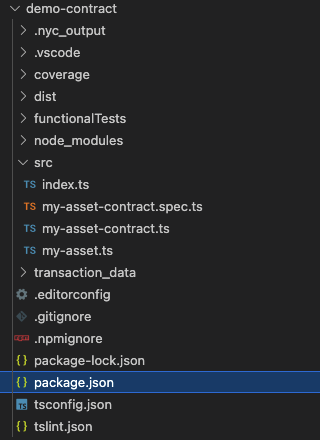 demo-contract
.nyc_output
.vscode
coverage
dist
functionalTests
node_modules
src
TS index.ts
TS my-asset-contract.spec.ts
TS my-asset-contract.ts
TS my-asset.ts
transaction_data
.editorconfig
.gitignore
npm .npmignore
{} package-lock.json
{} package.json
TS tsconfig.json
{} tslint.json